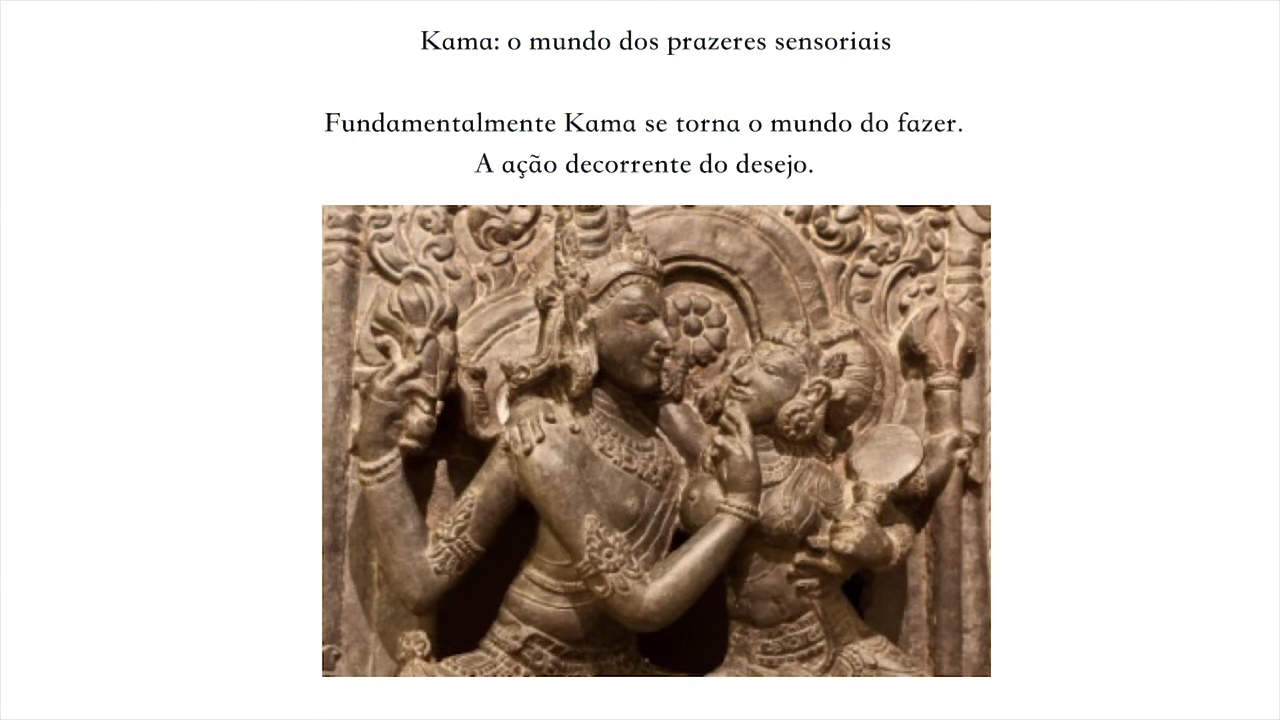 Kama: o mundo dos prazeres sensoriais
Fundamentalmente Kama se torna o mundo do fazer.
A ação decorrente do desejo.